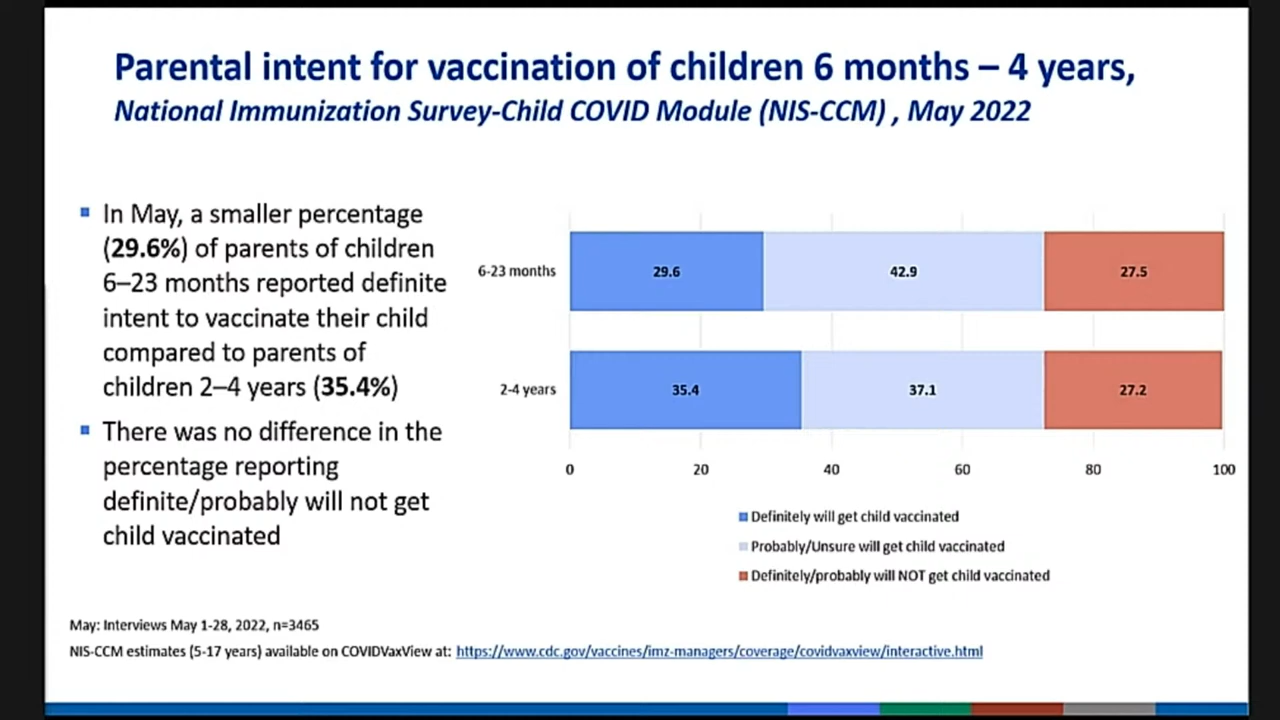 Parental intent for vaccination of children 6 months – 4 years,
National Immunization Survey-Child COVID Module (NIS-CCM) , May 2022
▪ In May, a smaller percentage
(29.6%) of parents of children
6–23 months reported definite
intent to vaccinate their child
compared to parents of
children 2–4 years (35.4%)
▪ There was no difference in the
percentage reporting
definite/probably will not get
child vaccinated
6-23 months 29.6 42.9 27.5
2-4 years 35.4 37.1 27.2
0 20 40 60 80 100
Definitely will get child vaccinated
Probably/Unsure will get child vaccinated
Definitely/probably will NOT get child vaccinated
May: Interviews May 1-28, 2022, n=3465
NIS-CCM estimates (5-17 years) available on COVIDVaxView at: https://www.cdc.gov/vaccines/imz-managers/coverage/covidvaxview/interactive.html